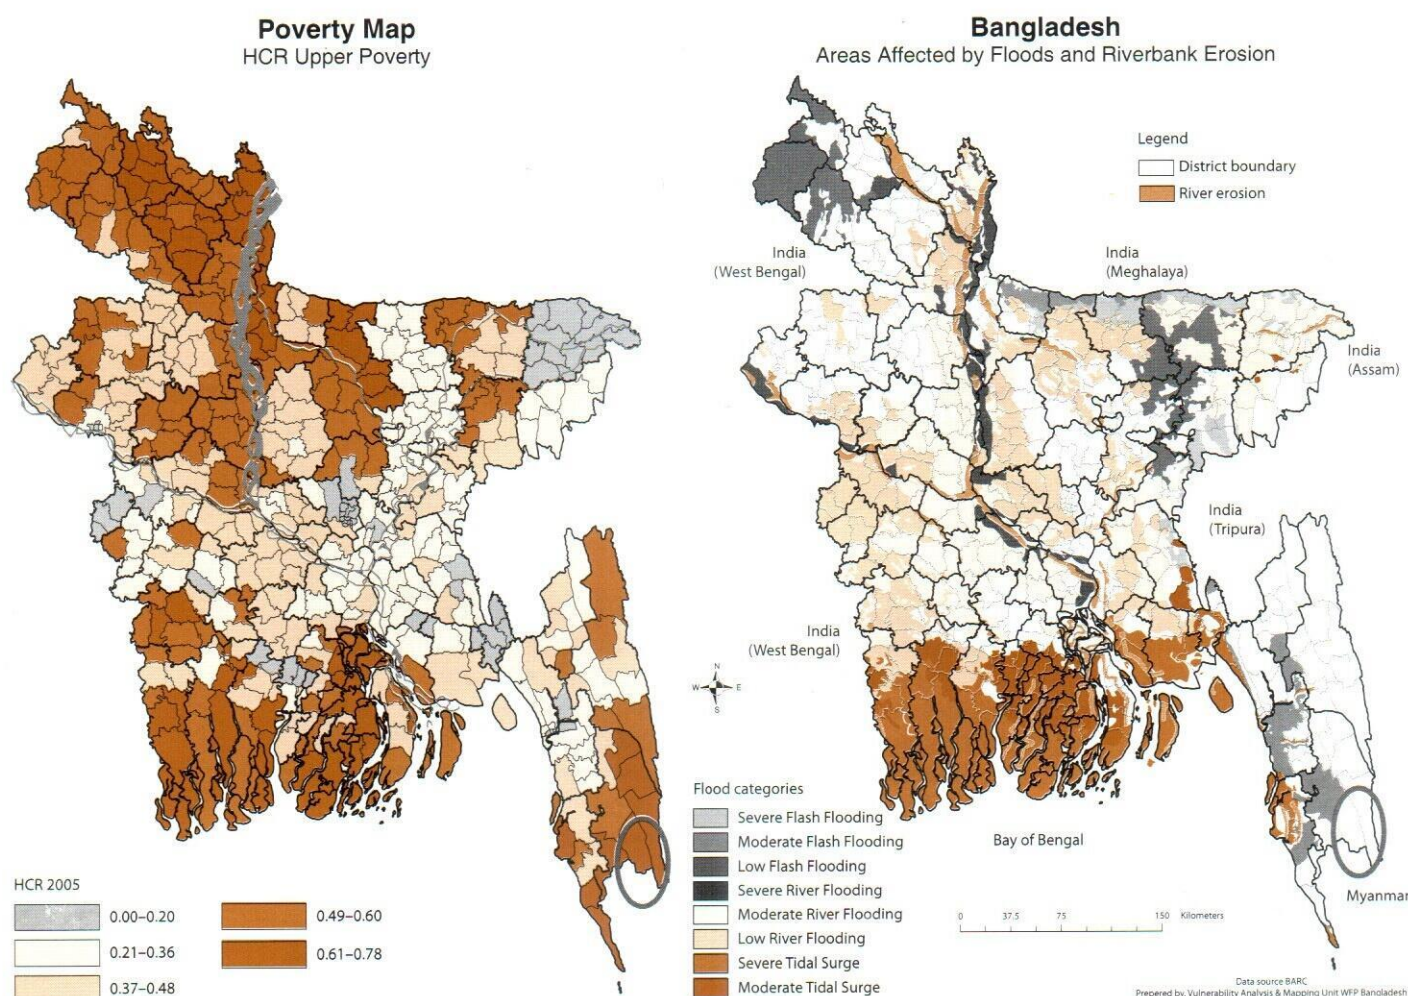 Poverty Map
HCR Upper Poverty
HCR 2005
0.00–0.20
0.21–0.36
0.37–0.48
0.49–0.60
0.61–0.78
Bangladesh
Areas Affected by Floods and Riverbank Erosion
Legend
District boundary
River erosion
India
(West Bengal)
India
(Meghalaya)
India
(Assam)
India
(Tripura)
India
(West Bengal)
N
W
E
S
Flood categories
Severe Flash Flooding
Moderate Flash Flooding
Low Flash Flooding
Severe River Flooding
Moderate River Flooding
Low River Flooding
Severe Tidal Surge
Moderate Tidal Surge
Bay of Bengal
Myanmar
0 37.5 75 150 Kilometers
Data source BARC
Prepared by, Vulnerability Analysis & Mapping Unit WFP Bangladesh